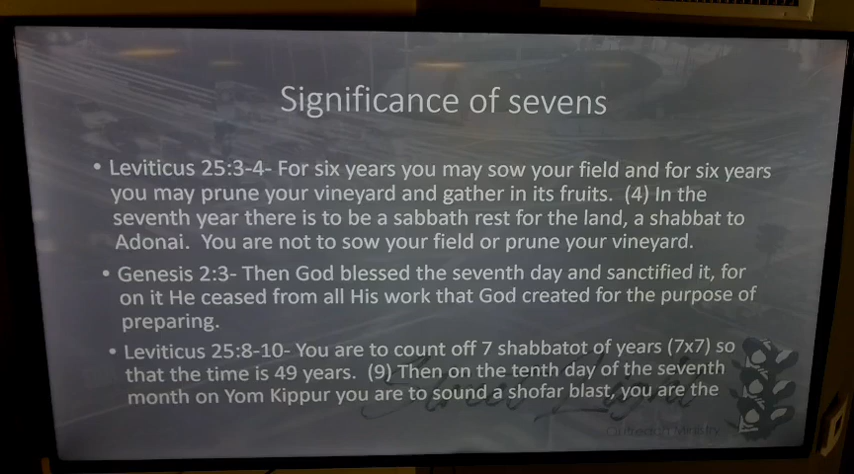 Significance of sevens
• Leviticus 25:3-4- For six years you may sow your field and for six years
you may prune your vineyard and gather in its fruits. (4) In the
seventh year there is to be a sabbath rest for the land, a shabbat to
Adonai. You are not to sow your field or prune your vineyard.
• Genesis 2:3- Then God blessed the seventh day and sanctified it, for
on it He ceased from all His work that God created for the purpose of
preparing.
• Leviticus 25:8-10- You are to count off 7 shabbatot of years (7x7) so
that the time is 49 years. (9) Then on the tenth day of the seventh
month on Yom Kippur you are to sound a shofar blast, you are the
Street Light
Outreach Ministry